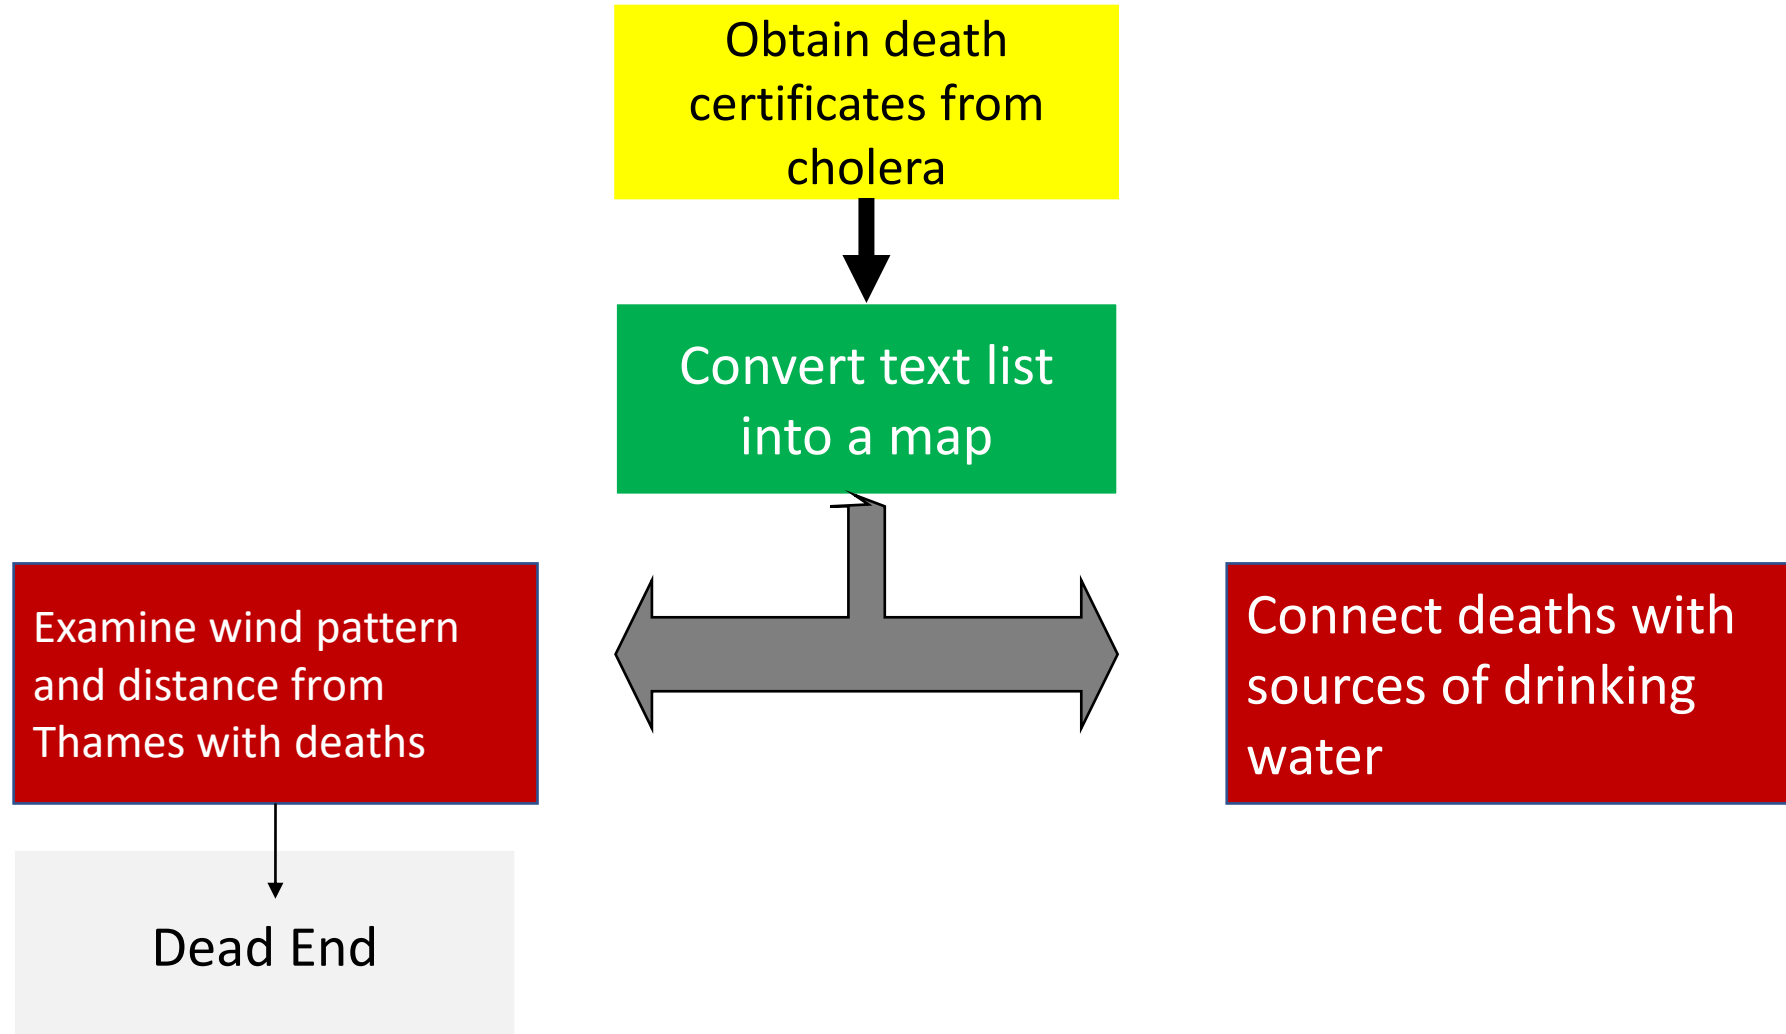 Obtain death
certificates from
cholera
Convert text list
into a map
Examine wind pattern
and distance from
Thames with deaths
Connect deaths with
sources of drinking
water
Dead End